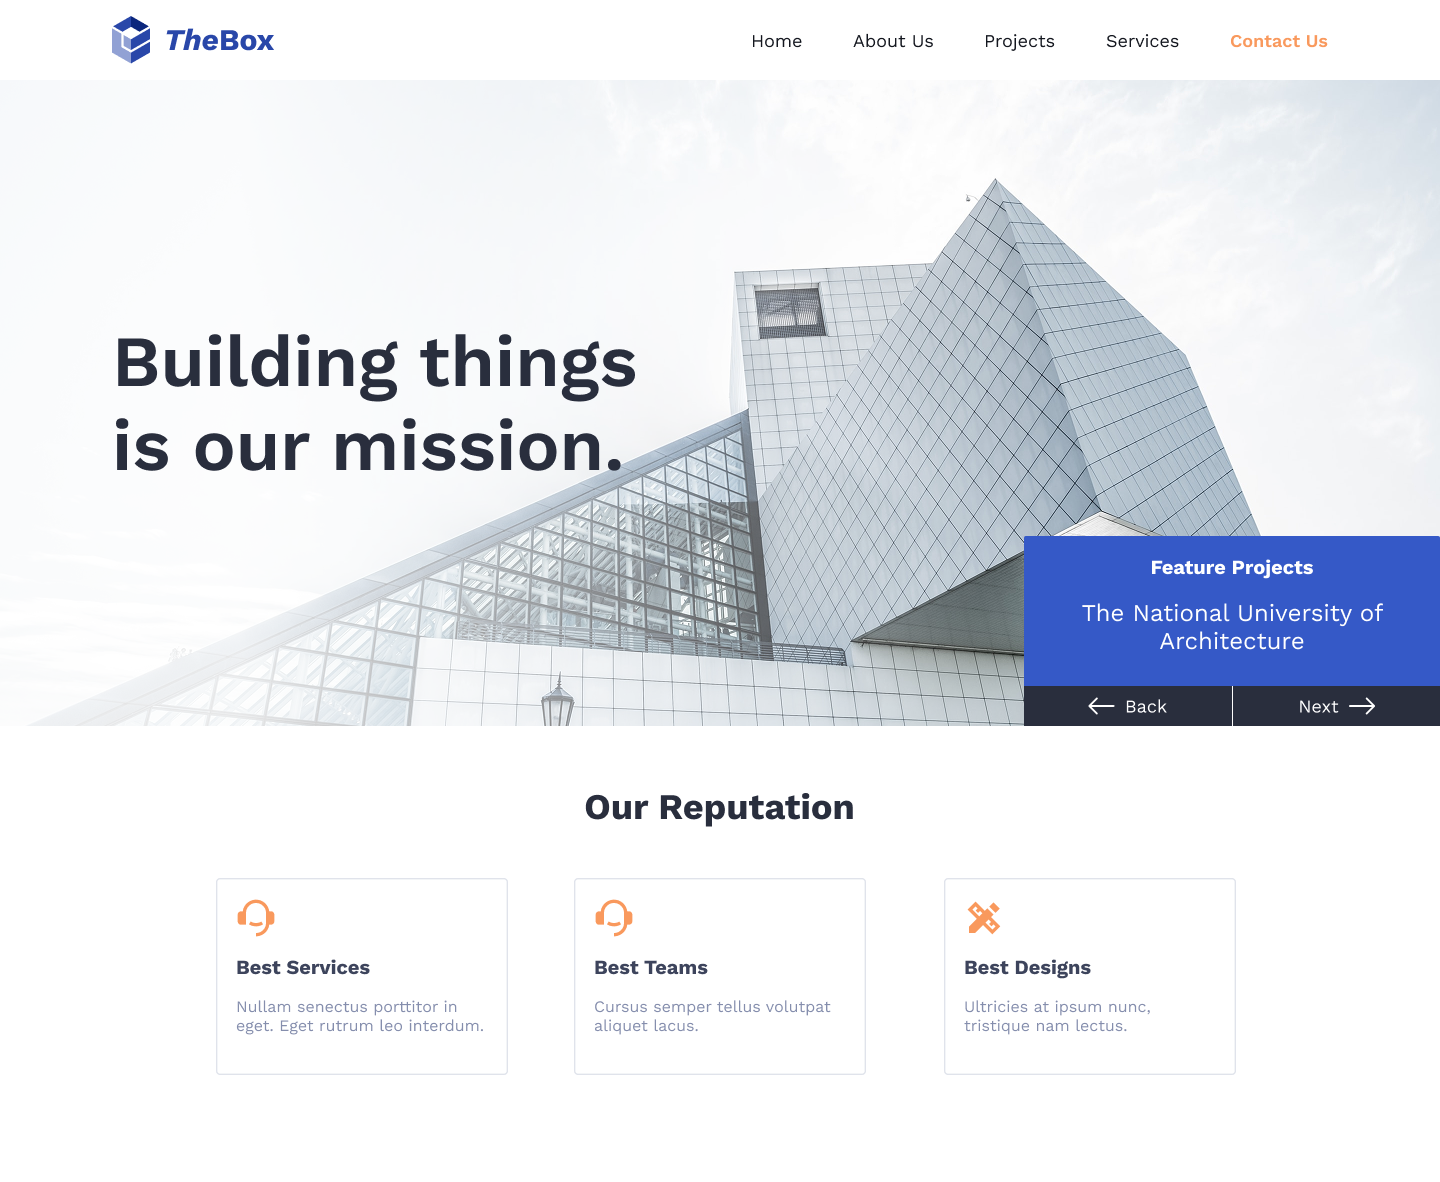 TheBox
Home
About Us
Projects
Services
Contact Us
Building things
is our mission.
Feature Projects
The National University of
Architecture
Back
Next
Our Reputation
Best Services
Nullam senectus porttitor in
eget. Eget rutrum leo interdum.
Best Teams
Cursus semper tellus volutpat
aliquet lacus.
Best Designs
Ultricies at ipsum nunc,
tristique nam lectus.